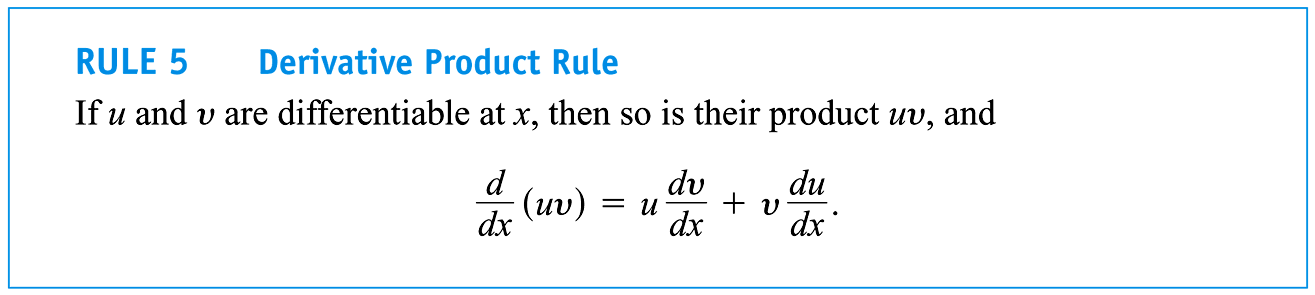 RULE 5 Derivative Product Rule
If u and v are differentiable at x, then so is their product uv, and
d/dx (uv) = u dv/dx + v du/dx.